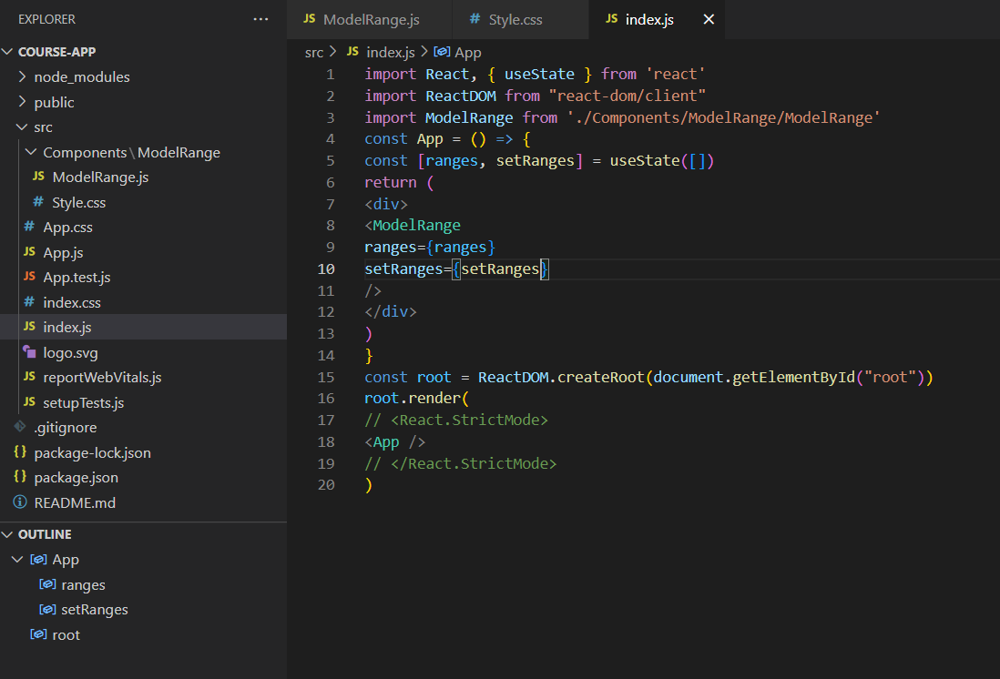 EXPLORER ···
COURSE-APP
node_modules
public
src
Components\ModelRange
JS ModelRange.js
# Style.css
# App.css
JS App.js
JS App.test.js
# index.css
JS index.js
logo.svg
JS reportWebVitals.js
JS setupTests.js
.gitignore
{} package-lock.json
{} package.json
README.md
OUTLINE
App
ranges
setRanges
root
JS ModelRange.js # Style.css JS index.js ×
src > JS index.js > App
1 import React, { useState } from 'react'
2 import ReactDOM from "react-dom/client"
3 import ModelRange from './Components/ModelRange/ModelRange'
4 const App = () => {
5 const [ranges, setRanges] = useState([])
6 return (
7 <div>
8 <ModelRange
9 ranges={ranges}
10 setRanges={setRanges}
11 />
12 </div>
13 )
14 }
15 const root = ReactDOM.createRoot(document.getElementById("root"))
16 root.render(
17 // <React.StrictMode>
18 <App />
19 // </React.StrictMode>
20 )